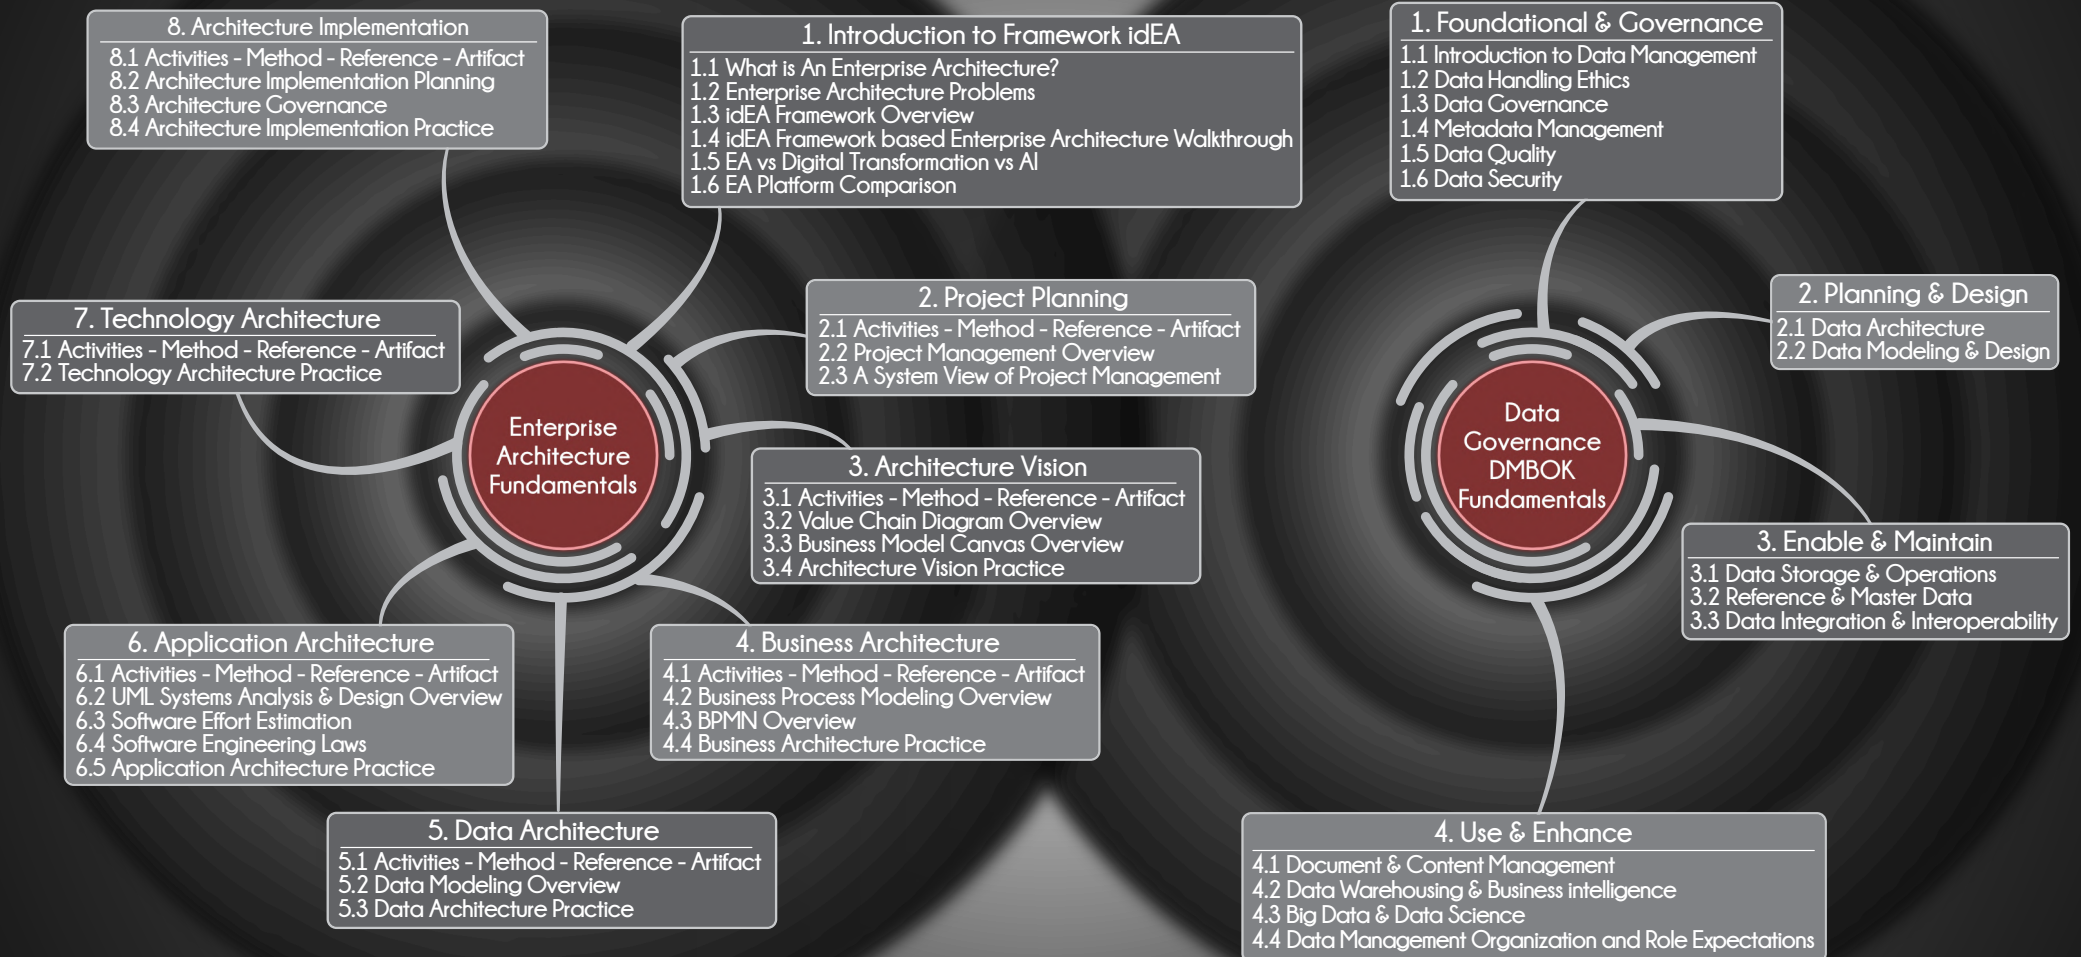 Enterprise
Architecture
Fundamentals
1. Introduction to Framework idEA
1.1 What is An Enterprise Architecture?
1.2 Enterprise Architecture Problems
1.3 idEA Framework Overview
1.4 idEA Framework based Enterprise Architecture Walkthrough
1.5 EA vs Digital Transformation vs AI
1.6 EA Platform Comparison
2. Project Planning
2.1 Activities - Method - Reference - Artifact
2.2 Project Management Overview
2.3 A System View of Project Management
3. Architecture Vision
3.1 Activities - Method - Reference - Artifact
3.2 Value Chain Diagram Overview
3.3 Business Model Canvas Overview
3.4 Architecture Vision Practice
4. Business Architecture
4.1 Activities - Method - Reference - Artifact
4.2 Business Process Modeling Overview
4.3 BPMN Overview
4.4 Business Architecture Practice
5. Data Architecture
5.1 Activities - Method - Reference - Artifact
5.2 Data Modeling Overview
5.3 Data Architecture Practice
6. Application Architecture
6.1 Activities - Method - Reference - Artifact
6.2 UML Systems Analysis & Design Overview
6.3 Software Effort Estimation
6.4 Software Engineering Laws
6.5 Application Architecture Practice
7. Technology Architecture
7.1 Activities - Method - Reference - Artifact
7.2 Technology Architecture Practice
8. Architecture Implementation
8.1 Activities - Method - Reference - Artifact
8.2 Architecture Implementation Planning
8.3 Architecture Governance
8.4 Architecture Implementation Practice
Data
Governance
DMBOK
Fundamentals
1. Foundational & Governance
1.1 Introduction to Data Management
1.2 Data Handling Ethics
1.3 Data Governance
1.4 Metadata Management
1.5 Data Quality
1.6 Data Security
2. Planning & Design
2.1 Data Architecture
2.2 Data Modeling & Design
3. Enable & Maintain
3.1 Data Storage & Operations
3.2 Reference & Master Data
3.3 Data Integration & Interoperability
4. Use & Enhance
4.1 Document & Content Management
4.2 Data Warehousing & Business intelligence
4.3 Big Data & Data Science
4.4 Data Management Organization and Role Expectations